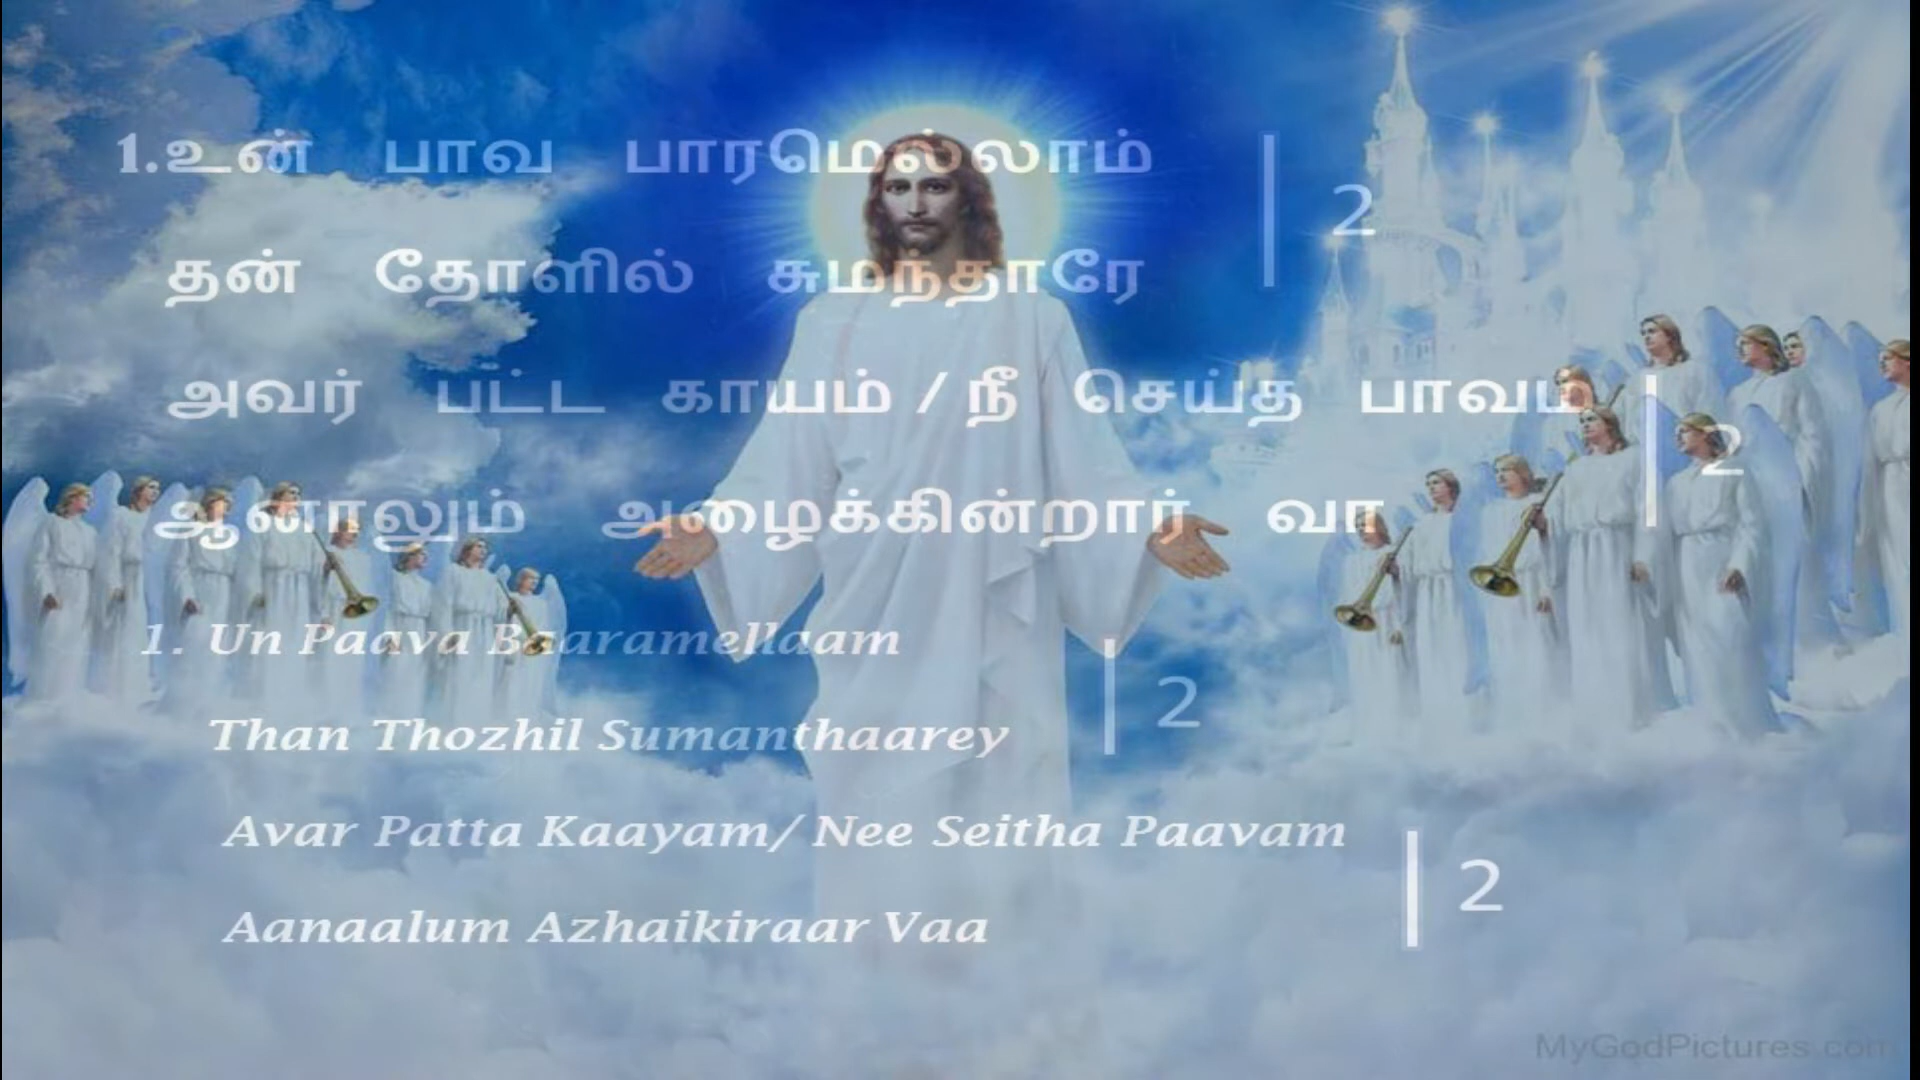 1.உன் பாவ பாரமெல்லாம்
தன் தோளில் சுமந்தாரே
2
அவர் பட்ட காயம் / நீ செய்த பாவம்
ஆனாலும் அழைக்கின்றார் வா
2
1. Un Paava Baaramellaam
Than Thozhil Sumanthaarey
2
Avar Patta Kaayam/ Nee Seitha Paavam
Aanaalum Azhaikiraar Vaa
2
MyGodPictures.com